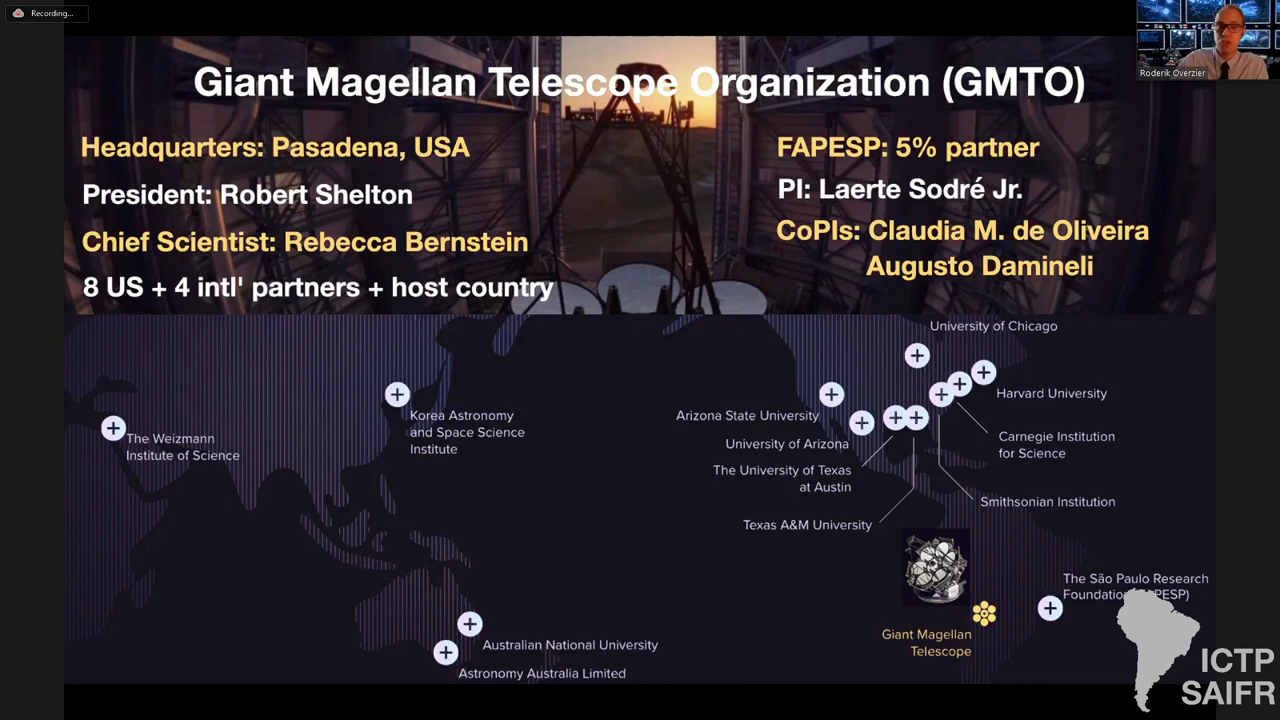 Recording...
Roderik Overzier
Giant Magellan Telescope Organization (GMTO)
Headquarters: Pasadena, USA
President: Robert Shelton
Chief Scientist: Rebecca Bernstein
8 US + 4 intl' partners + host country
FAPESP: 5% partner
PI: Laerte Sodré Jr.
CoPIs: Claudia M. de Oliveira
Augusto Damineli
University of Chicago
Harvard University
Arizona State University
University of Arizona
Carnegie Institution
for Science
The University of Texas
at Austin
Smithsonian Institution
Texas A&M University
Korea Astronomy
and Space Science
Institute
The Weizmann
Institute of Science
The São Paulo Research
Giant Magellan
Telescope
Australian National University
Astronomy Australia Limited
ICTP
SAIFR